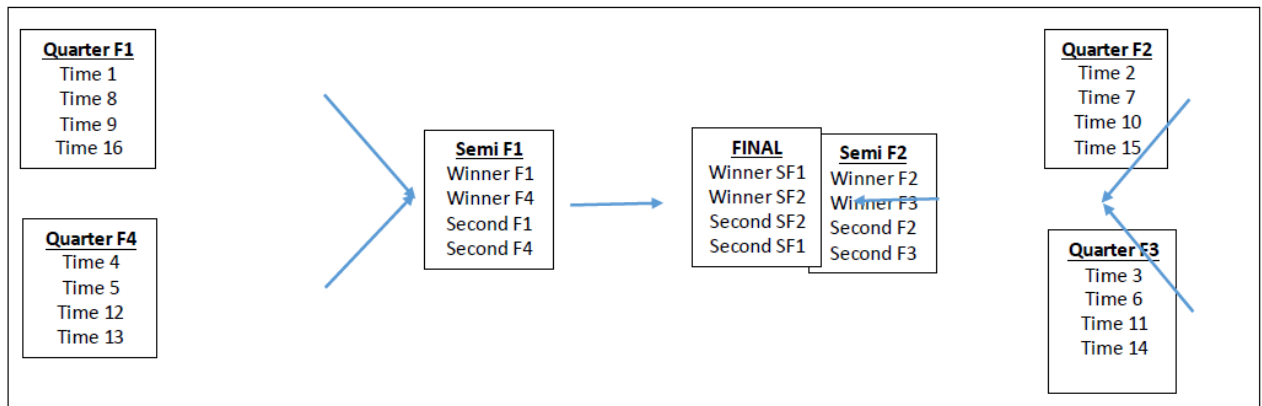 Quarter F1
Time 1
Time 8
Time 9
Time 16
Quarter F4
Time 4
Time 5
Time 12
Time 13
Semi F1
Winner F1
Winner F4
Second F1
Second F4
FINAL
Winner SF1
Winner SF2
Second SF2
Second SF1
Semi F2
Winner F2
Winner F3
Second F2
Second F3
Quarter F2
Time 2
Time 7
Time 10
Time 15
Quarter F3
Time 3
Time 6
Time 11
Time 14